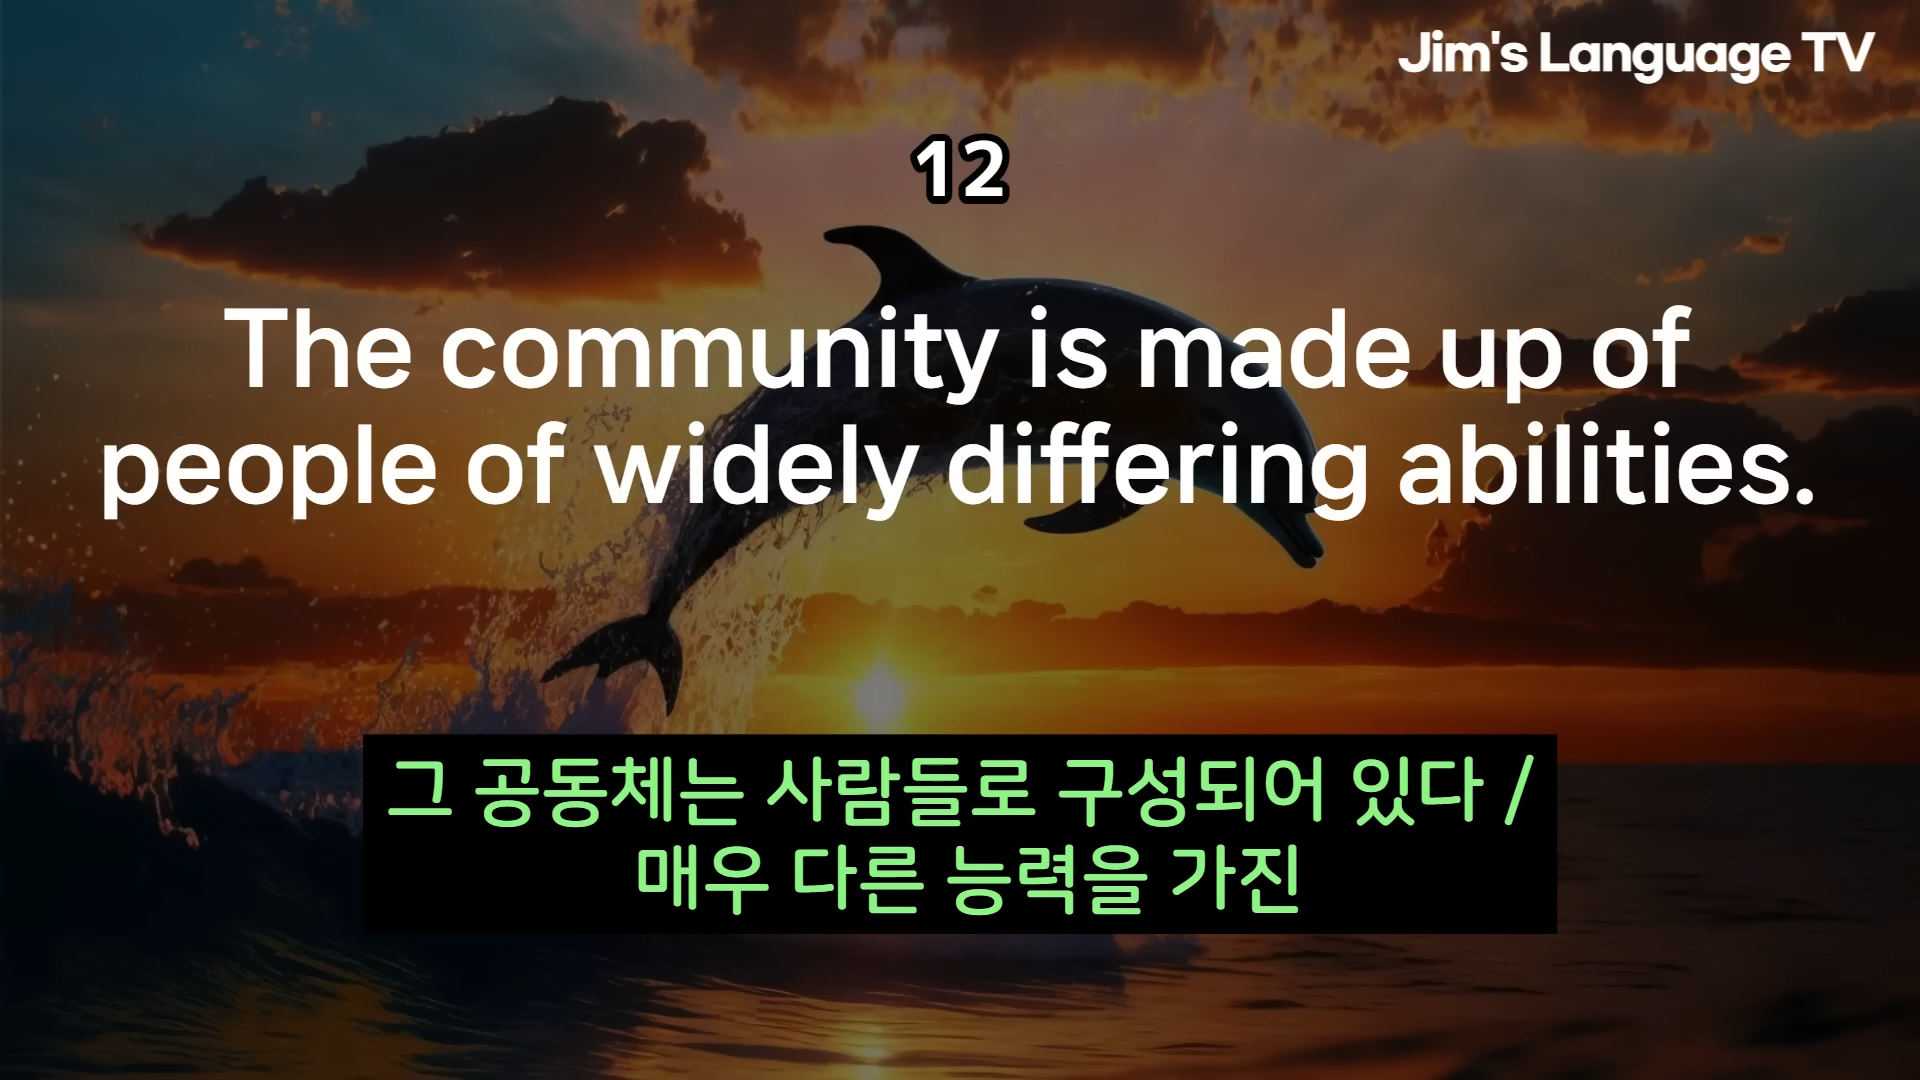 Jim's Language TV
12
The community is made up of
people of widely differing abilities.
그 공동체는 사람들로 구성되어 있다 /
매우 다른 능력을 가진